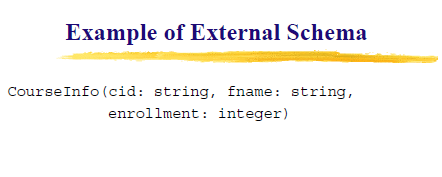 Example of External Schema
CourseInfo(cid: string, fname: string,
enrollment: integer)